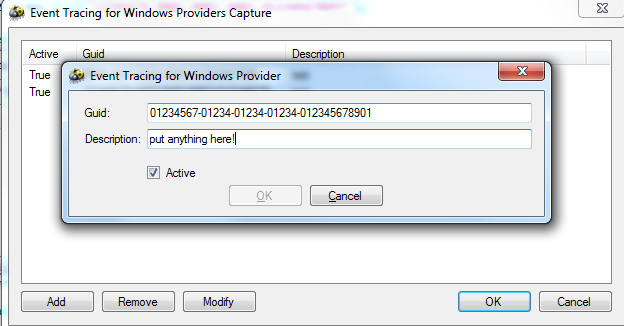 Event Tracing for Windows Providers Capture
Active Guid Description
True
True
Event Tracing for Windows Provider
Guid: 01234567-01234-01234-01234-012345678901
Description: put anything here!
Active
OK Cancel
Add Remove Modify OK Cancel